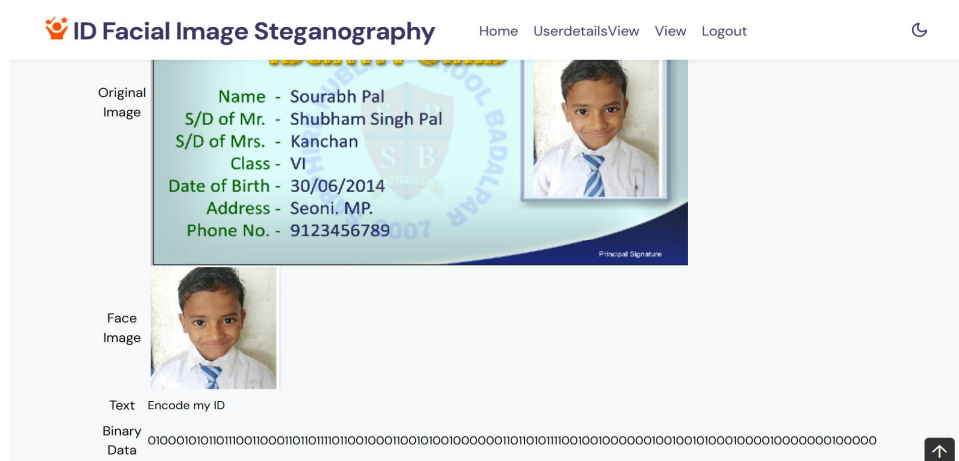 ID Facial Image Steganography
Home UserdetailsView View Logout
Original Image
Name - Sourabh Pal
S/D of Mr. - Shubham Singh Pal
S/D of Mrs. - Kanchan
Class - VI
Date of Birth - 30/06/2014
Address - Seoni. MP.
Phone No. - 9123456789
Principal Signature
Face Image
Text Encode my ID
Binary Data 0100010101101110011000110110111101100100011001010010000001101101011110010010000001001001010001000010000000100000